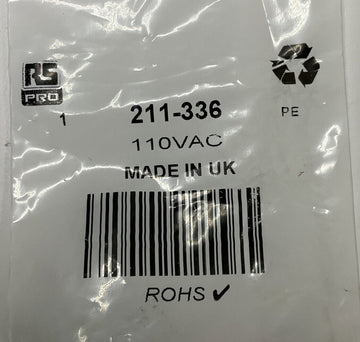 RS
PRO
1
211-336
PE
110VAC
MADE IN UK
ROHS ✓